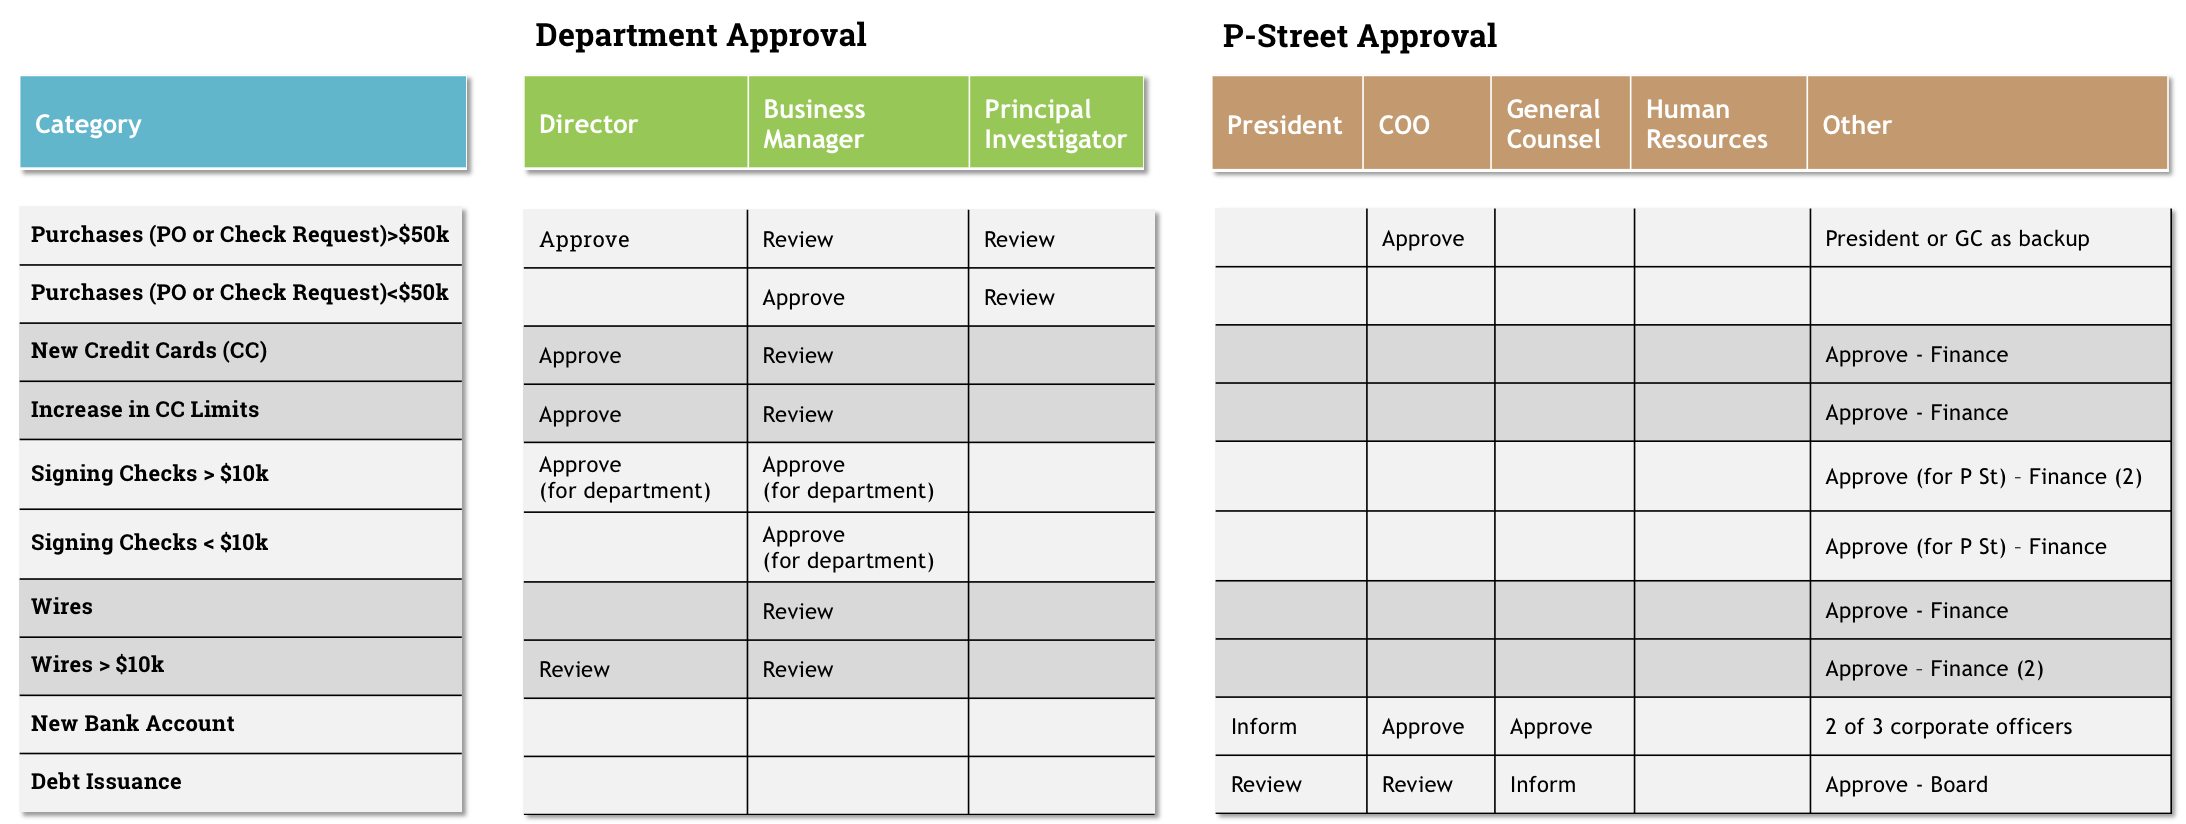 Department Approval
P-Street Approval
Category
Director
Business
Manager
Principal
Investigator
President
COO
General
Counsel
Human
Resources
Other
Purchases (PO or Check Request)>$50k
Approve
Review
Review
Approve
President or GC as backup
Purchases (PO or Check Request)<$50k
Approve
Review
New Credit Cards (CC)
Approve
Review
Approve - Finance
Increase in CC Limits
Approve
Review
Approve - Finance
Signing Checks > $10k
Approve
(for department)
Approve
(for department)
Approve (for P St) – Finance (2)
Signing Checks < $10k
Approve
(for department)
Approve (for P St) – Finance
Wires
Review
Approve - Finance
Wires > $10k
Review
Review
Approve – Finance (2)
New Bank Account
Inform
Approve
Approve
2 of 3 corporate officers
Debt Issuance
Review
Review
Inform
Approve - Board